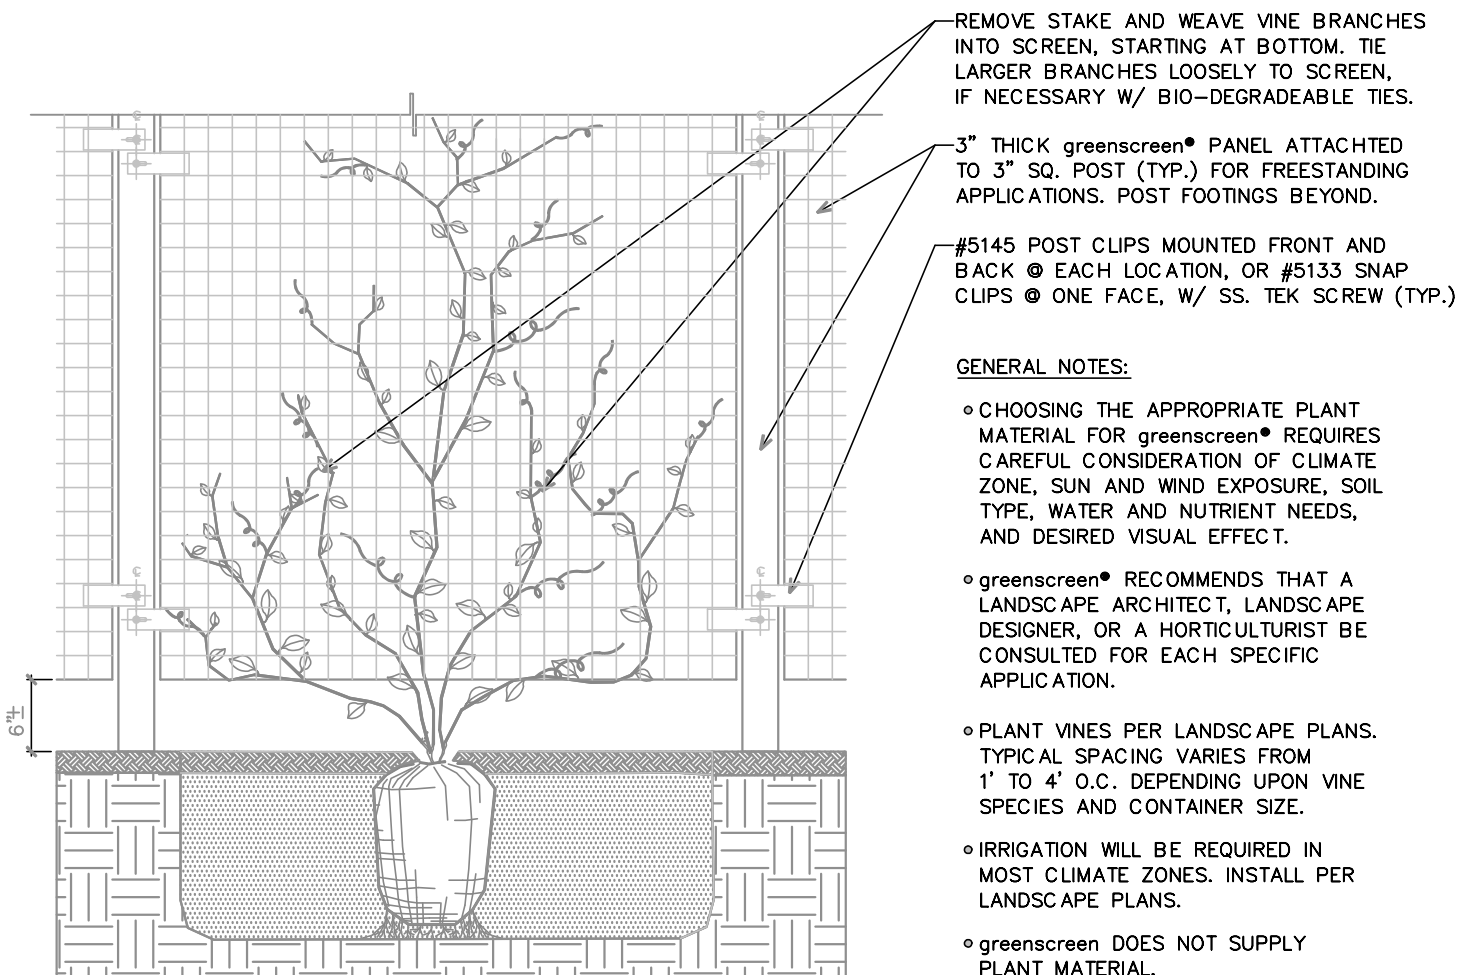 REMOVE STAKE AND WEAVE VINE BRANCHES
INTO SCREEN, STARTING AT BOTTOM. TIE
LARGER BRANCHES LOOSELY TO SCREEN,
IF NECESSARY W/ BIO-DEGRADEABLE TIES.
3" THICK greenscreen® PANEL ATTACHTED
TO 3" SQ. POST (TYP.) FOR FREESTANDING
APPLICATIONS. POST FOOTINGS BEYOND.
#5145 POST CLIPS MOUNTED FRONT AND
BACK @ EACH LOCATION, OR #5133 SNAP
CLIPS @ ONE FACE, W/ SS. TEK SCREW (TYP.)
GENERAL NOTES:
CHOOSING THE APPROPRIATE PLANT
MATERIAL FOR greenscreen® REQUIRES
CAREFUL CONSIDERATION OF CLIMATE
ZONE, SUN AND WIND EXPOSURE, SOIL
TYPE, WATER AND NUTRIENT NEEDS,
AND DESIRED VISUAL EFFECT.
greenscreen® RECOMMENDS THAT A
LANDSCAPE ARCHITECT, LANDSCAPE
DESIGNER, OR A HORTICULTURIST BE
CONSULTED FOR EACH SPECIFIC
APPLICATION.
PLANT VINES PER LANDSCAPE PLANS.
TYPICAL SPACING VARIES FROM
1' TO 4' O.C. DEPENDING UPON VINE
SPECIES AND CONTAINER SIZE.
IRRIGATION WILL BE REQUIRED IN
MOST CLIMATE ZONES. INSTALL PER
LANDSCAPE PLANS.
greenscreen DOES NOT SUPPLY
PLANT MATERIAL.
6"±
℄
℄
℄
℄